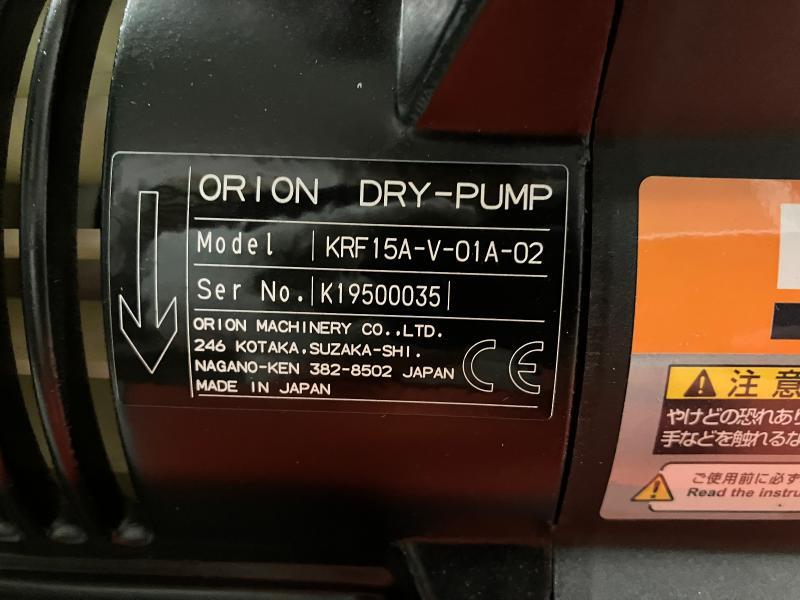 ORION DRY-PUMP
Model KRF15A-V-01A-02
Ser No. K19500035
ORION MACHINERY CO.,LTD.
246 KOTAKA,SUZAKA-SHI.
NAGANO-KEN 382-8502 JAPAN
MADE IN JAPAN
CE
注意
やけどの恐れあり
手などを触れるな
ご使用前に必ず
Read the instru